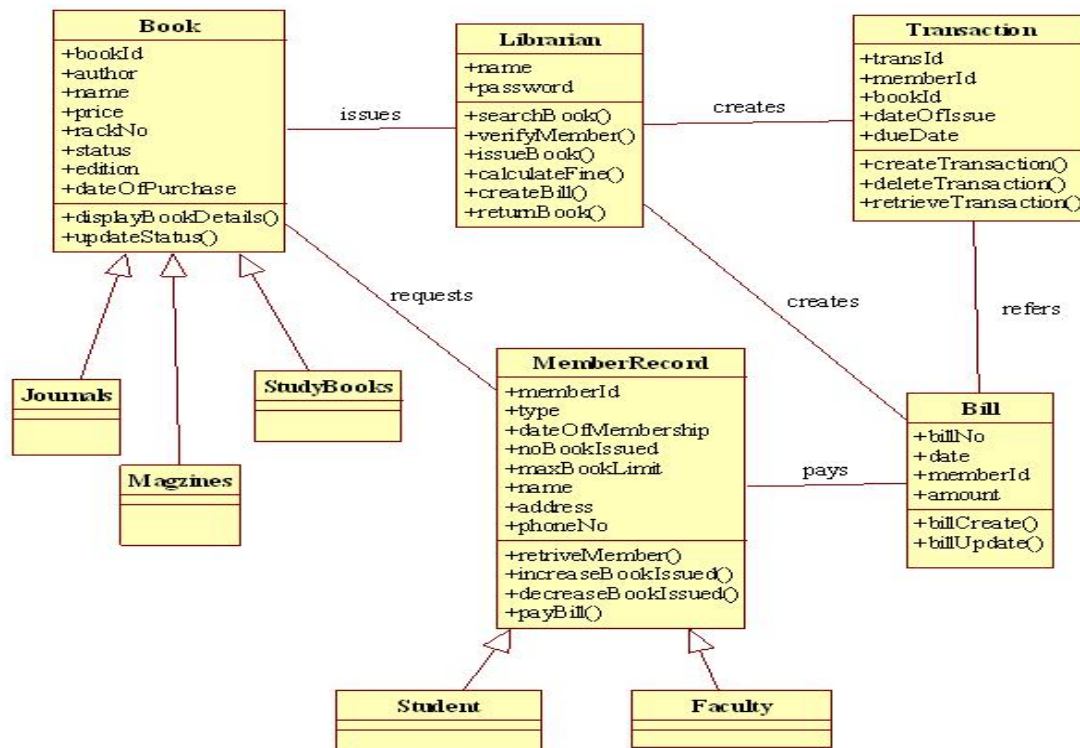 Book
+bookId
+author
+name
+price
+rackNo
+status
+edition
+dateOfPurchase
+displayBookDetails()
+updateStatus()
issues
Librarian
+name
+password
+searchBook()
+verifyMember()
+issueBook()
+calculateFine()
+createBill()
+returnBook()
creates
Transaction
+transId
+memberId
+bookId
+dateOfIssue
+dueDate
+createTransaction()
+deleteTransaction()
+retrieveTransaction()
requests
creates
refers
Journals
Magzines
StudyBooks
MemberRecord
+memberId
+type
+dateOfMembership
+noBookIssued
+maxBookLimit
+name
+address
+phoneNo
+retriveMember()
+increaseBookIssued()
+decreaseBookIssued()
+payBill()
pays
Bill
+billNo
+date
+memberId
+amount
+billCreate()
+billUpdate()
Student
Faculty